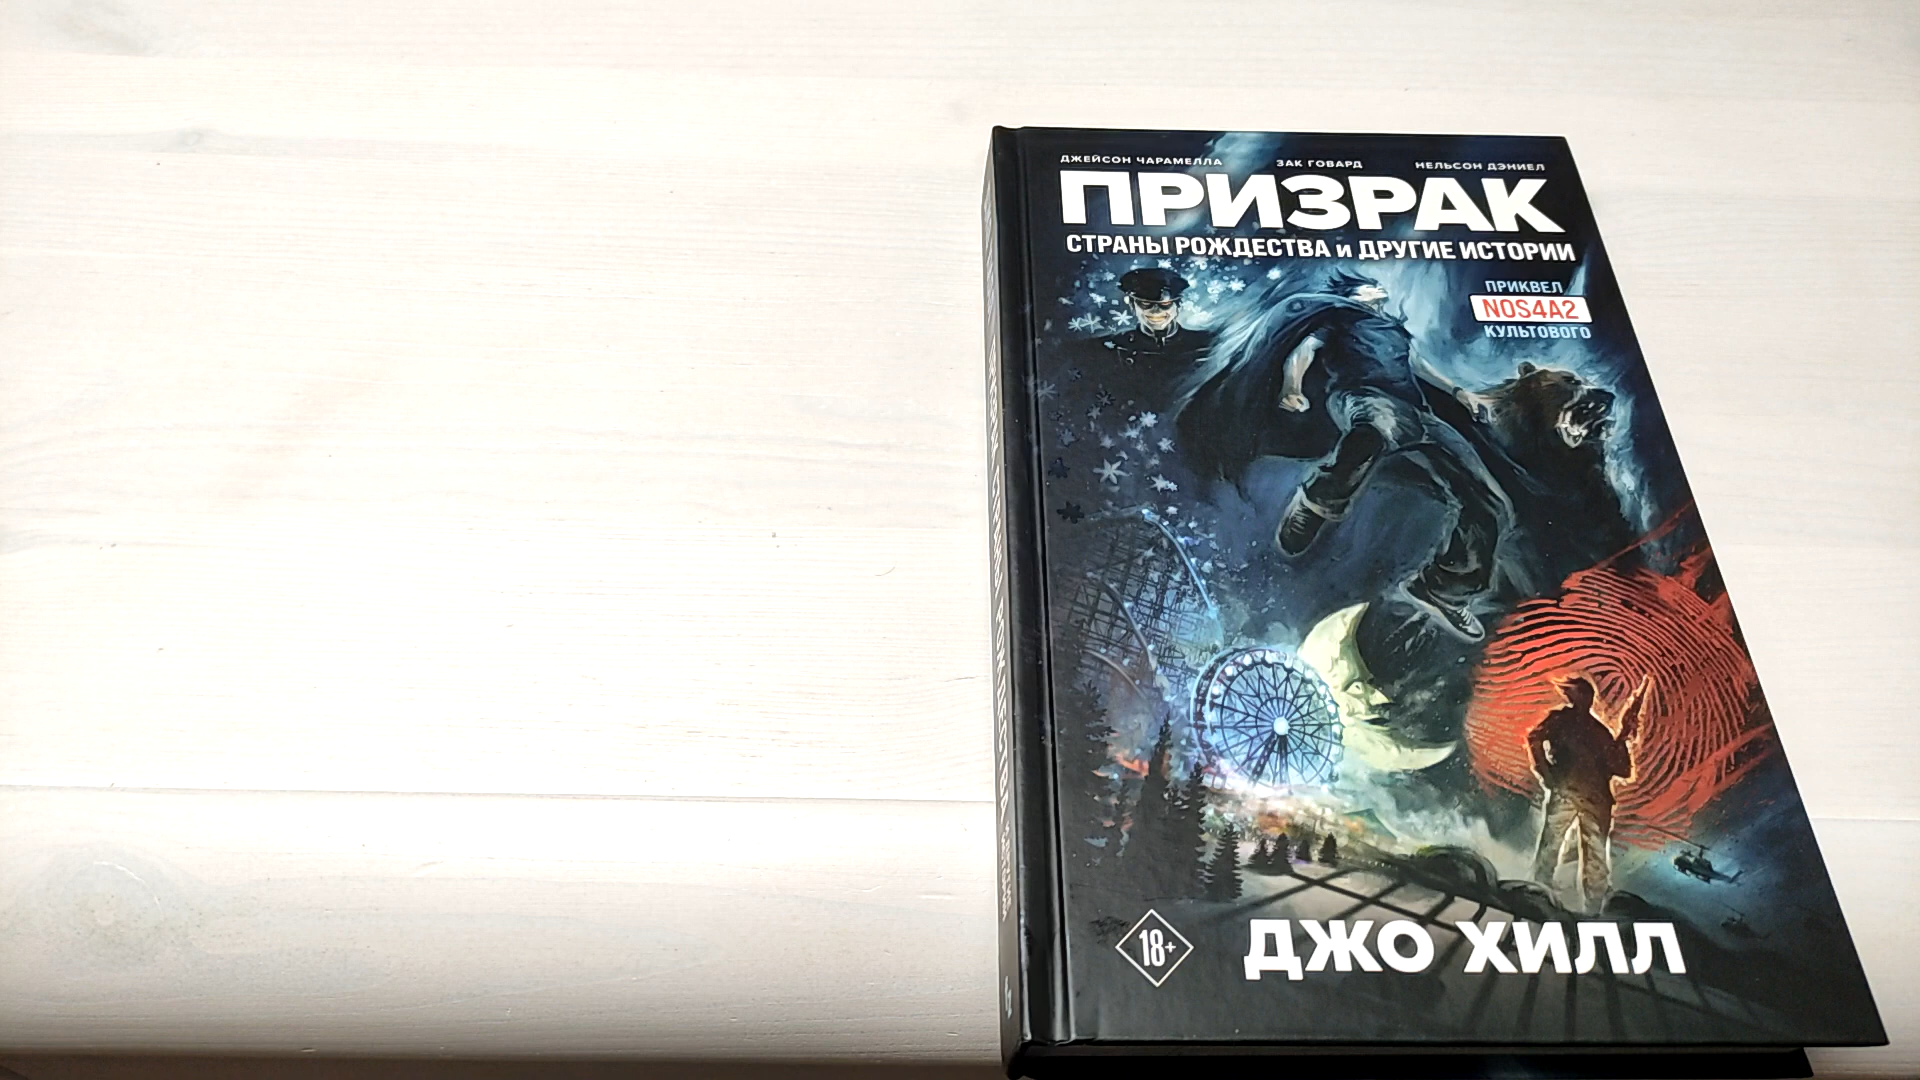 ДЖЕЙСОН ЧАРАМЕЛЛА ЗАК ГОВАРД НЕЛЬСОН ДЭНИЕЛ
ПРИЗРАК
СТРАНЫ РОЖДЕСТВА и ДРУГИЕ ИСТОРИИ
ПРИКВЕЛ
NOS4A2
КУЛЬТОВОГО
18+
ДЖО ХИЛЛ